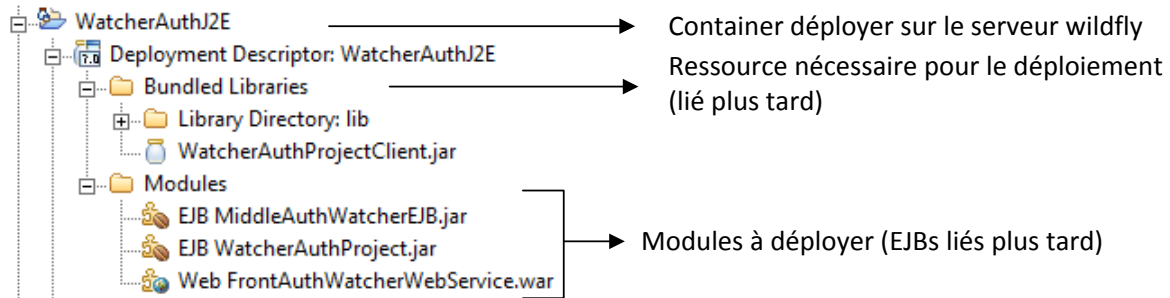 WatcherAuthJ2E
Container déployer sur le serveur wildfly
7.0
Deployment Descriptor: WatcherAuthJ2E
Ressource nécessaire pour le déploiement
(lié plus tard)
Bundled Libraries
Library Directory: lib
WatcherAuthProjectClient.jar
Modules
EJB MiddleAuthWatcherEJB.jar
EJB WatcherAuthProject.jar
Modules à déployer (EJBs liés plus tard)
Web FrontAuthWatcherWebService.war